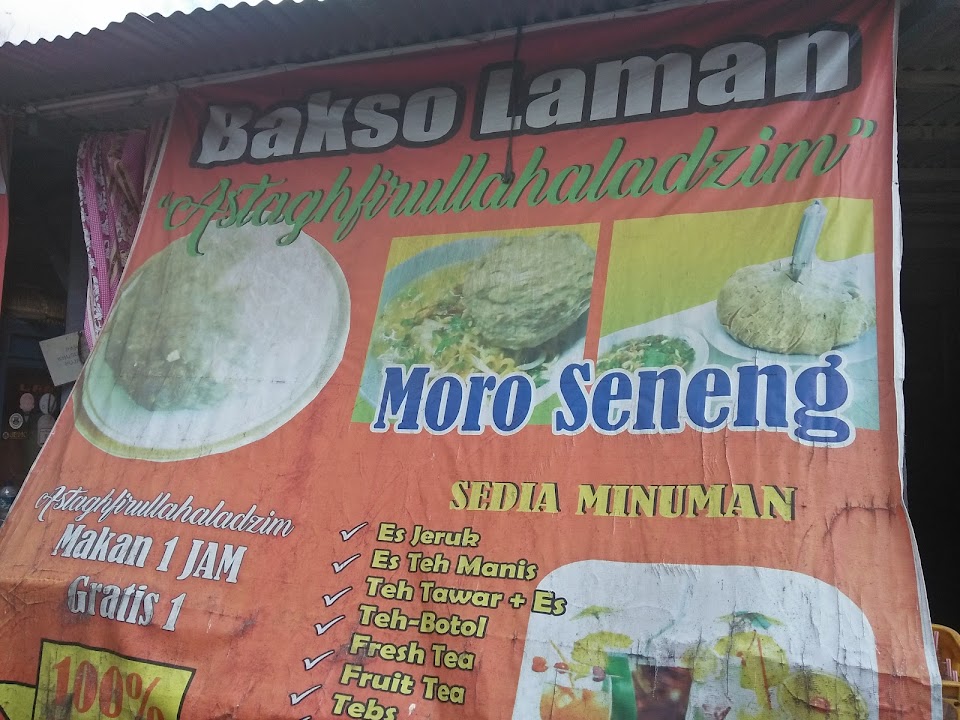 Bakso Laman
"Astaghfirullahaladzim"
Moro Seneng
Astaghfirullahaladzim
Makan 1 JAM
Gratis 1
100%
SEDIA MINUMAN
Es Jeruk
Es Teh Manis
Teh Tawar + Es
Teh-Botol
Fresh Tea
Fruit Tea
Tebs